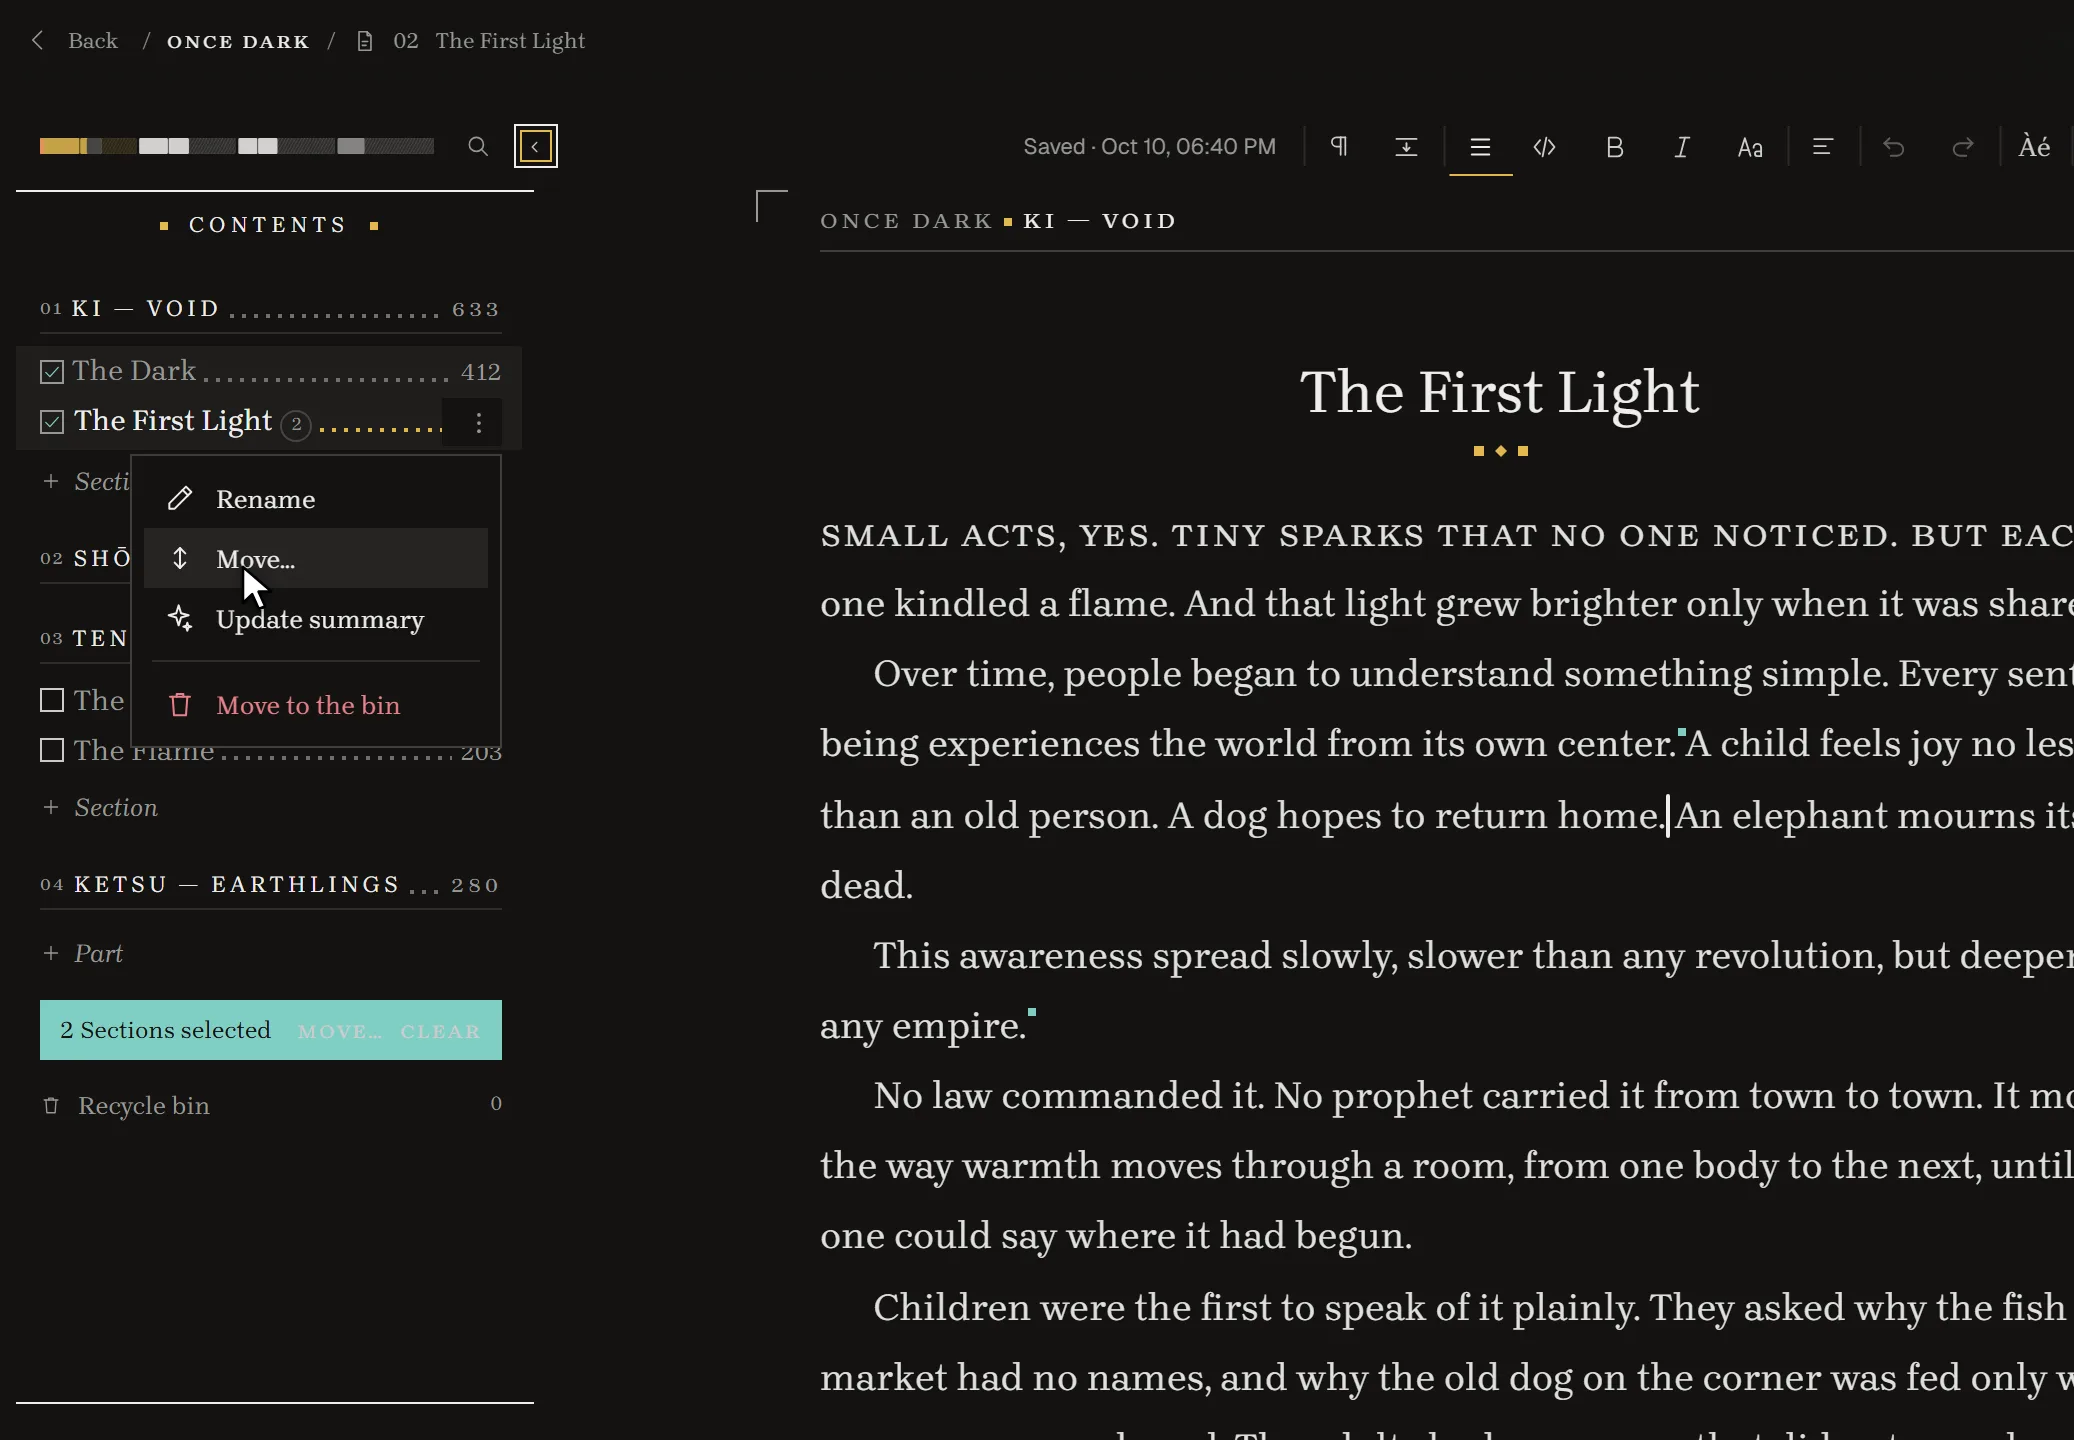 Back / ONCE DARK / 02 The First Light
Saved · Oct 10, 06:40 PM
Aa
Àé
CONTENTS
01 KI — VOID 633
The Dark 412
The First Light 2
+ Secti
Rename
Move...
Update summary
Move to the bin
02 SHŌ
03 TEN
The
The Flame 203
+ Section
04 KETSU — EARTHLINGS 280
+ Part
2 Sections selected MOVE... CLEAR
Recycle bin 0
ONCE DARK ▪ KI — VOID
The First Light
SMALL ACTS, YES. TINY SPARKS THAT NO ONE NOTICED. BUT EAC
one kindled a flame. And that light grew brighter only when it was share
Over time, people began to understand something simple. Every sent
being experiences the world from its own center. A child feels joy no les
than an old person. A dog hopes to return home. An elephant mourns its
dead.
This awareness spread slowly, slower than any revolution, but deeper
any empire.
No law commanded it. No prophet carried it from town to town. It mo
the way warmth moves through a room, from one body to the next, until
one could say where it had begun.
Children were the first to speak of it plainly. They asked why the fish
market had no names, and why the old dog on the corner was fed only w